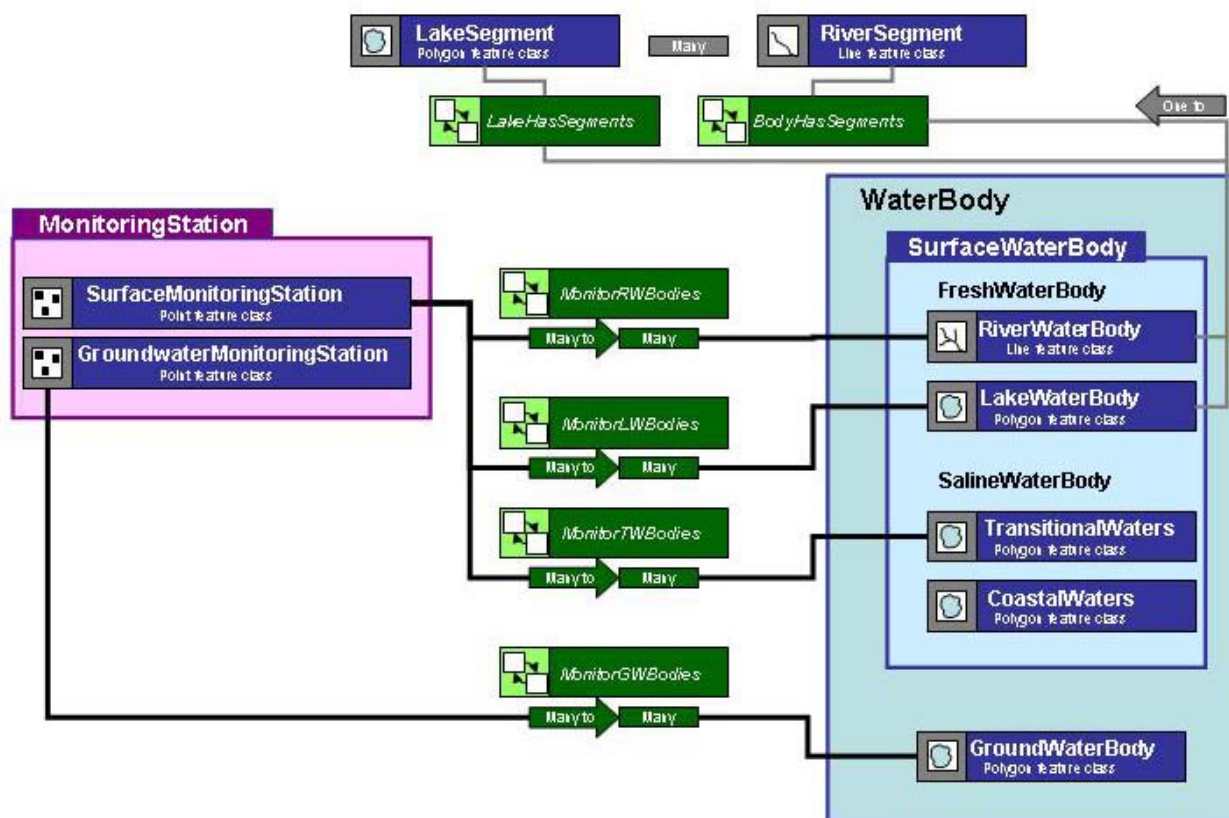 LakeSegment
Polygon feature class
Many
RiverSegment
Line feature class
LakeHasSegments
BodyHasSegments
One to
WaterBody
MonitoringStation
SurfaceWaterBody
SurfaceMonitoringStation
Point feature class
GroundwaterMonitoringStation
Point feature class
MonitorRWBodies
Many to Many
FreshWaterBody
RiverWaterBody
Line feature class
LakeWaterBody
Polygon feature class
MonitorLWBodies
Many to Many
SalineWaterBody
MonitorTWBodies
Many to Many
TransitionalWaters
Polygon feature class
CoastalWaters
Polygon feature class
MonitorGWBodies
Many to Many
GroundWaterBody
Polygon feature class